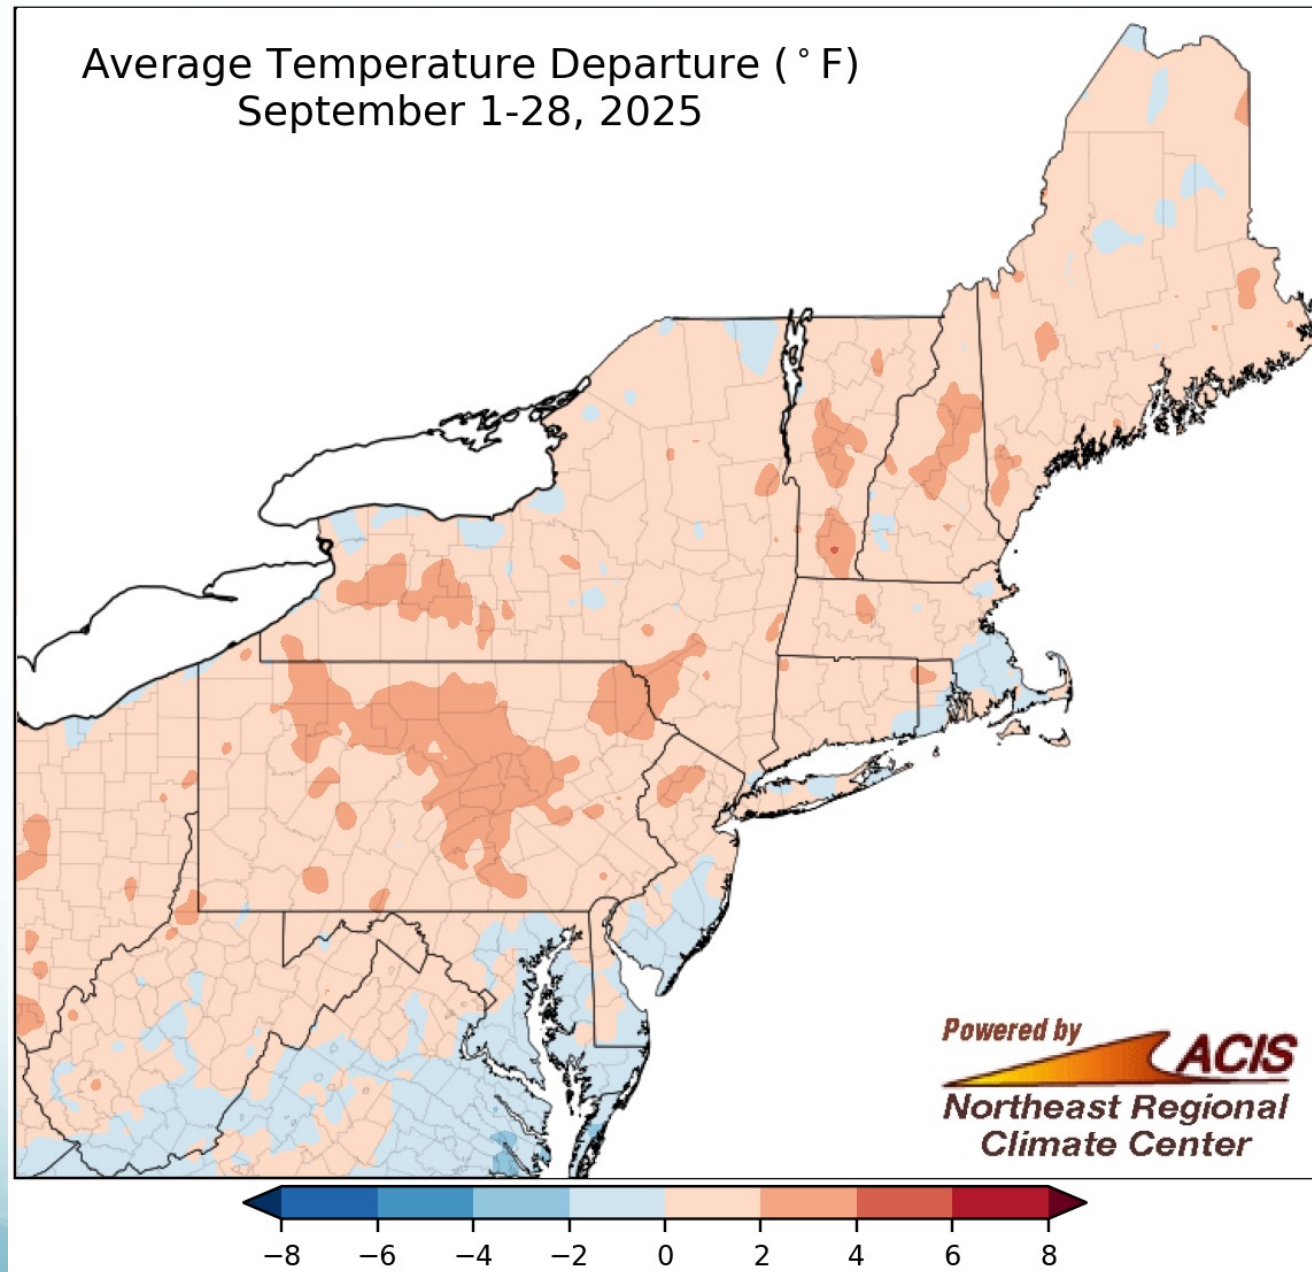 Average Temperature Departure (°F)
September 1-28, 2025
Powered by
ACIS
Northeast Regional
Climate Center
−8 −6 −4 −2 0 2 4 6 8